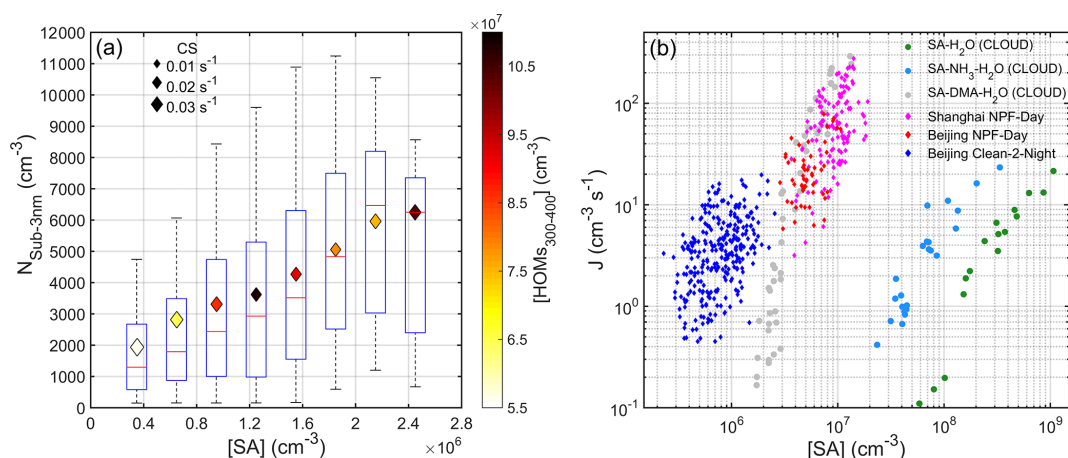 (a)
CS
0.01 s⁻¹
0.02 s⁻¹
0.03 s⁻¹
N_Sub-3nm (cm⁻³)
12000
11000
10000
9000
8000
7000
6000
5000
4000
3000
2000
1000
0
0 0.4 0.8 1.2 1.6 2 2.4 2.8
[SA] (cm⁻³)
×10⁶
×10⁷
10.5
9.5
8.5
7.5
6.5
5.5
[HOMs₃₀₀₋₄₀₀] (cm⁻³)
(b)
SA-H₂O (CLOUD)
SA-NH₃-H₂O (CLOUD)
SA-DMA-H₂O (CLOUD)
Shanghai NPF-Day
Beijing NPF-Day
Beijing Clean-2-Night
J (cm⁻³ s⁻¹)
10²
10¹
10⁰
10⁻¹
10⁶ 10⁷ 10⁸ 10⁹
[SA] (cm⁻³)